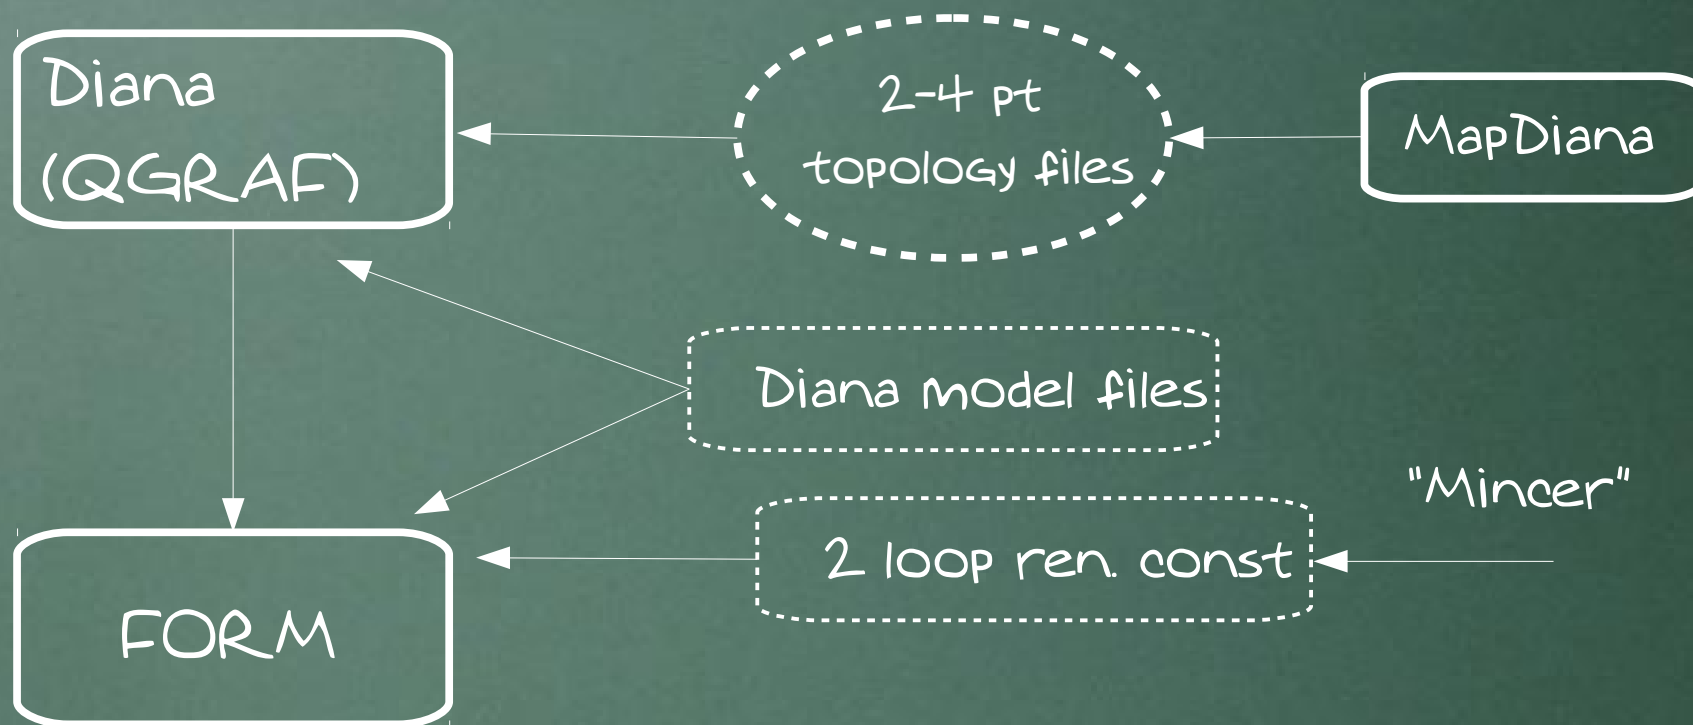 Diana
(QGRAF)
2-4 pt
topology files
MapDiana
Diana model files
"Mincer"
2 loop ren. const
FORM